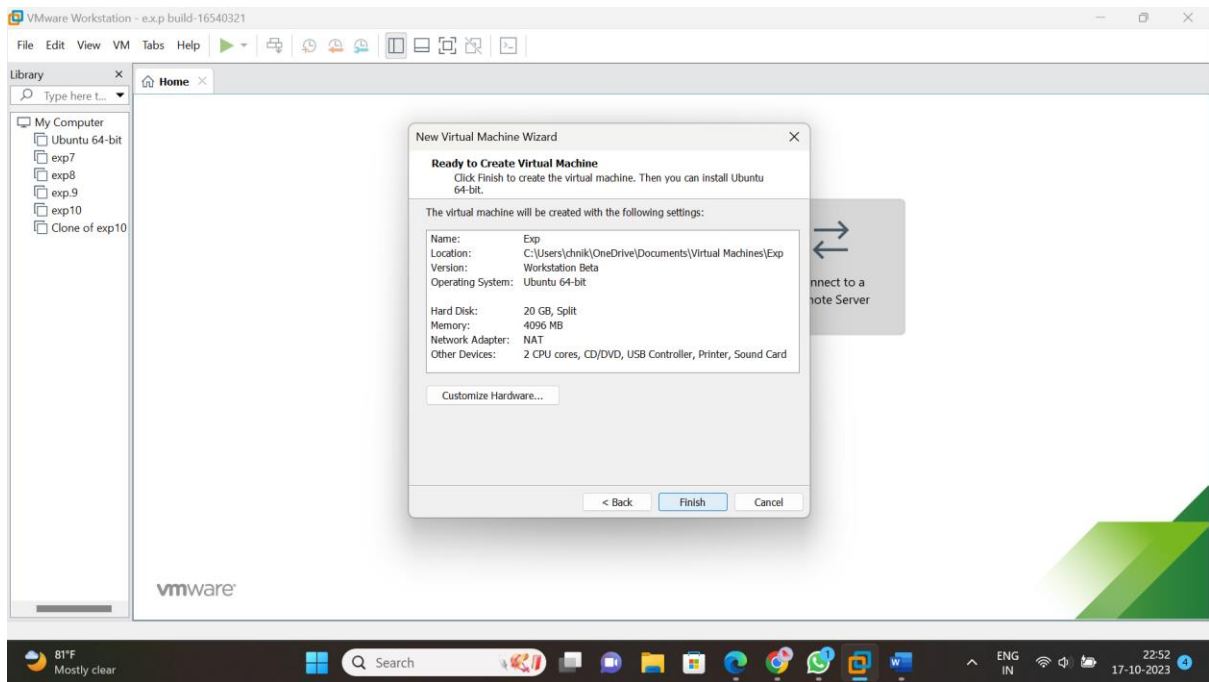 VMware Workstation - e.x.p build-16540321
File Edit View VM Tabs Help
Library
Home
Type here t...
My Computer
Ubuntu 64-bit
exp7
exp8
exp.9
exp10
Clone of exp10
New Virtual Machine Wizard
Ready to Create Virtual Machine
Click Finish to create the virtual machine. Then you can install Ubuntu
64-bit.
The virtual machine will be created with the following settings:
Name: Exp
Location: C:\Users\chnik\OneDrive\Documents\Virtual Machines\Exp
Version: Workstation Beta
Operating System: Ubuntu 64-bit
Hard Disk: 20 GB, Split
Memory: 4096 MB
Network Adapter: NAT
Other Devices: 2 CPU cores, CD/DVD, USB Controller, Printer, Sound Card
Customize Hardware...
< Back Finish Cancel
nnect to a
note Server
vmware
81°F
Mostly clear
Search
ENG
IN
22:52
17-10-2023
4